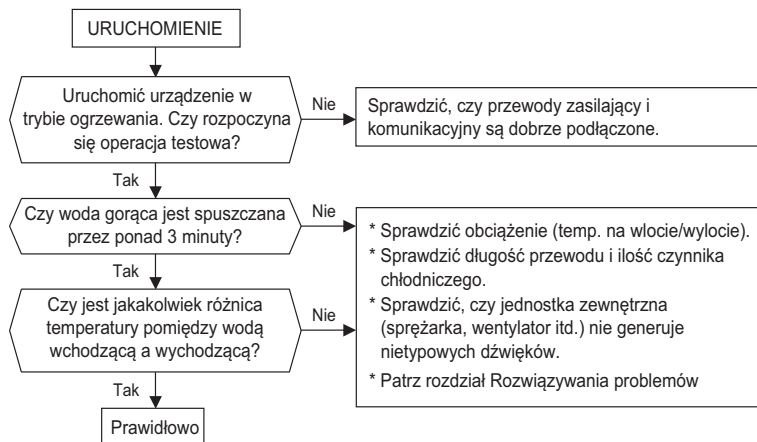 URUCHOMIENIE
Uruchomić urządzenie w
trybie ogrzewania. Czy rozpoczyna
się operacja testowa?
Nie
Sprawdzić, czy przewody zasilający i
komunikacyjny są dobrze podłączone.
Tak
Czy woda gorąca jest spuszczana
przez ponad 3 minuty?
Nie
* Sprawdzić obciążenie (temp. na wlocie/wylocie).
* Sprawdzić długość przewodu i ilość czynnika
chłodniczego.
* Sprawdzić, czy jednostka zewnętrzna
(sprężarka, wentylator itd.) nie generuje
nietypowych dźwięków.
* Patrz rozdział Rozwiązywania problemów
Tak
Czy jest jakakolwiek różnica
temperatury pomiędzy wodą
wchodzącą a wychodzącą?
Nie
Tak
Prawidłowo